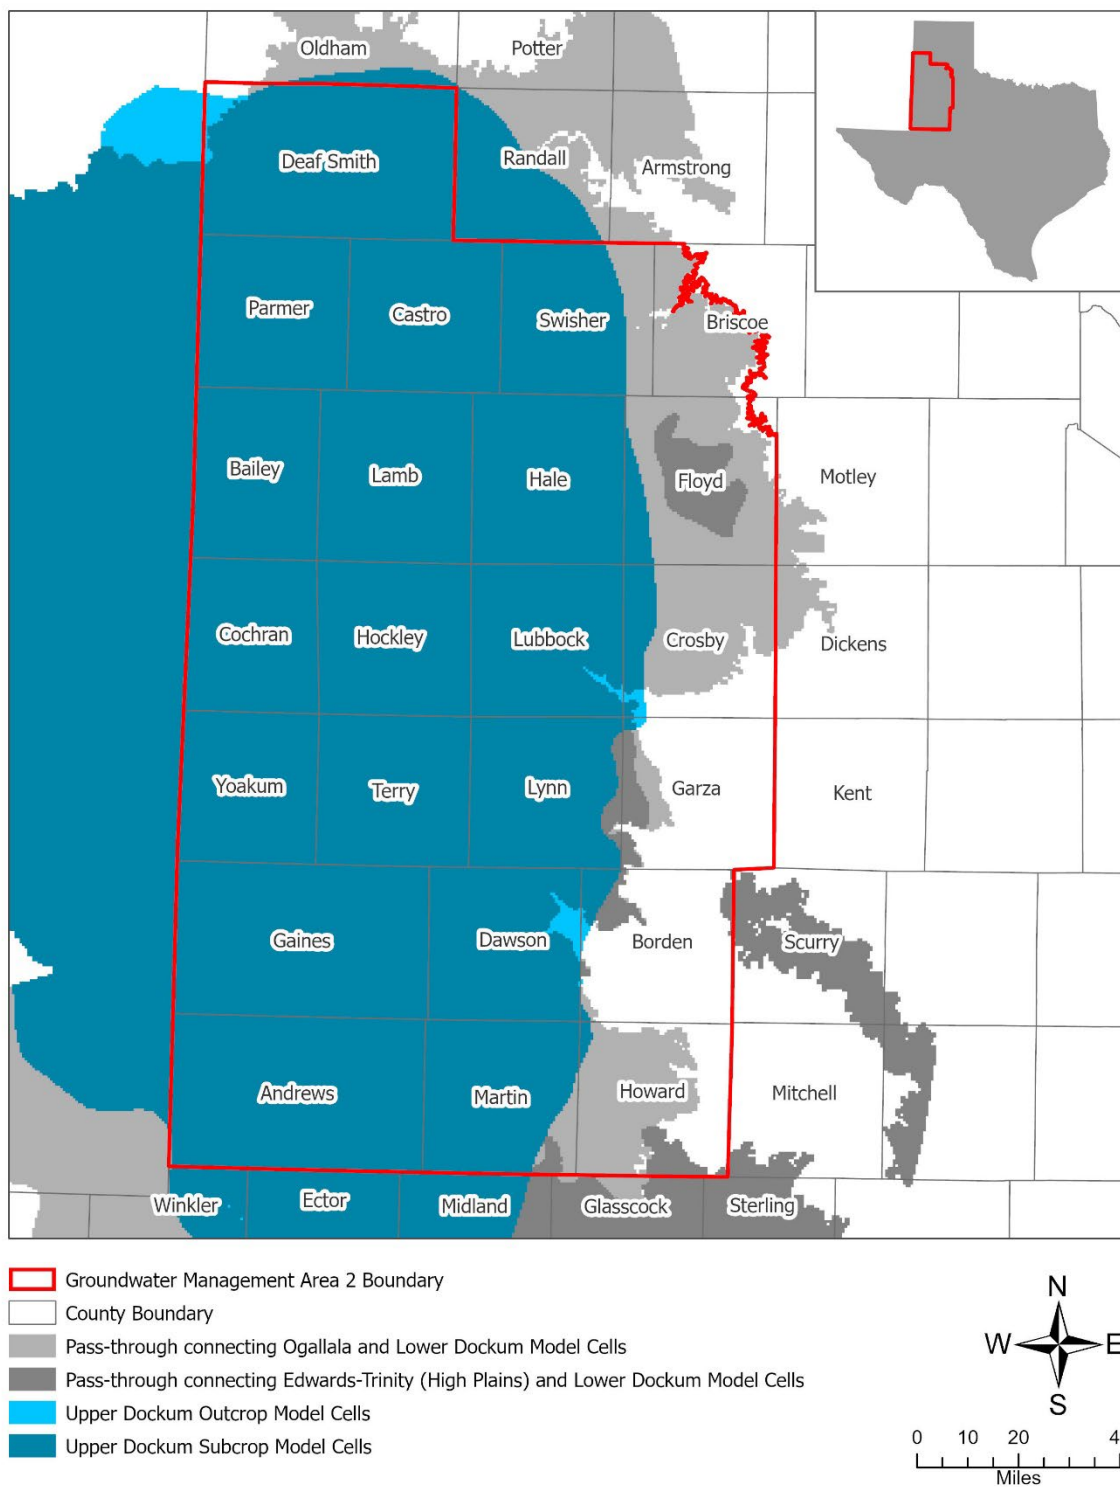 Oldham
Potter
Deaf Smith
Randall
Armstrong
Parmer
Castro
Swisher
Briscoe
Bailey
Lamb
Hale
Floyd
Motley
Cochran
Hockley
Lubbock
Crosby
Dickens
Yoakum
Terry
Lynn
Garza
Kent
Gaines
Dawson
Borden
Scurry
Andrews
Martin
Howard
Mitchell
Winkler
Ector
Midland
Glasscock
Sterling
Groundwater Management Area 2 Boundary
County Boundary
Pass-through connecting Ogallala and Lower Dockum Model Cells
Pass-through connecting Edwards-Trinity (High Plains) and Lower Dockum Model Cells
Upper Dockum Outcrop Model Cells
Upper Dockum Subcrop Model Cells
N
W E
S
0 10 20 30
Miles